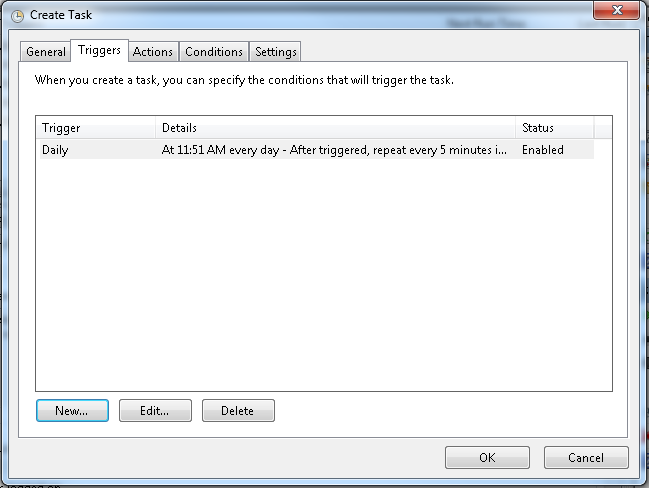 Create Task
General Triggers Actions Conditions Settings
When you create a task, you can specify the conditions that will trigger the task.
Trigger Details Status
Daily At 11:51 AM every day - After triggered, repeat every 5 minutes i... Enabled
New... Edit... Delete
OK Cancel